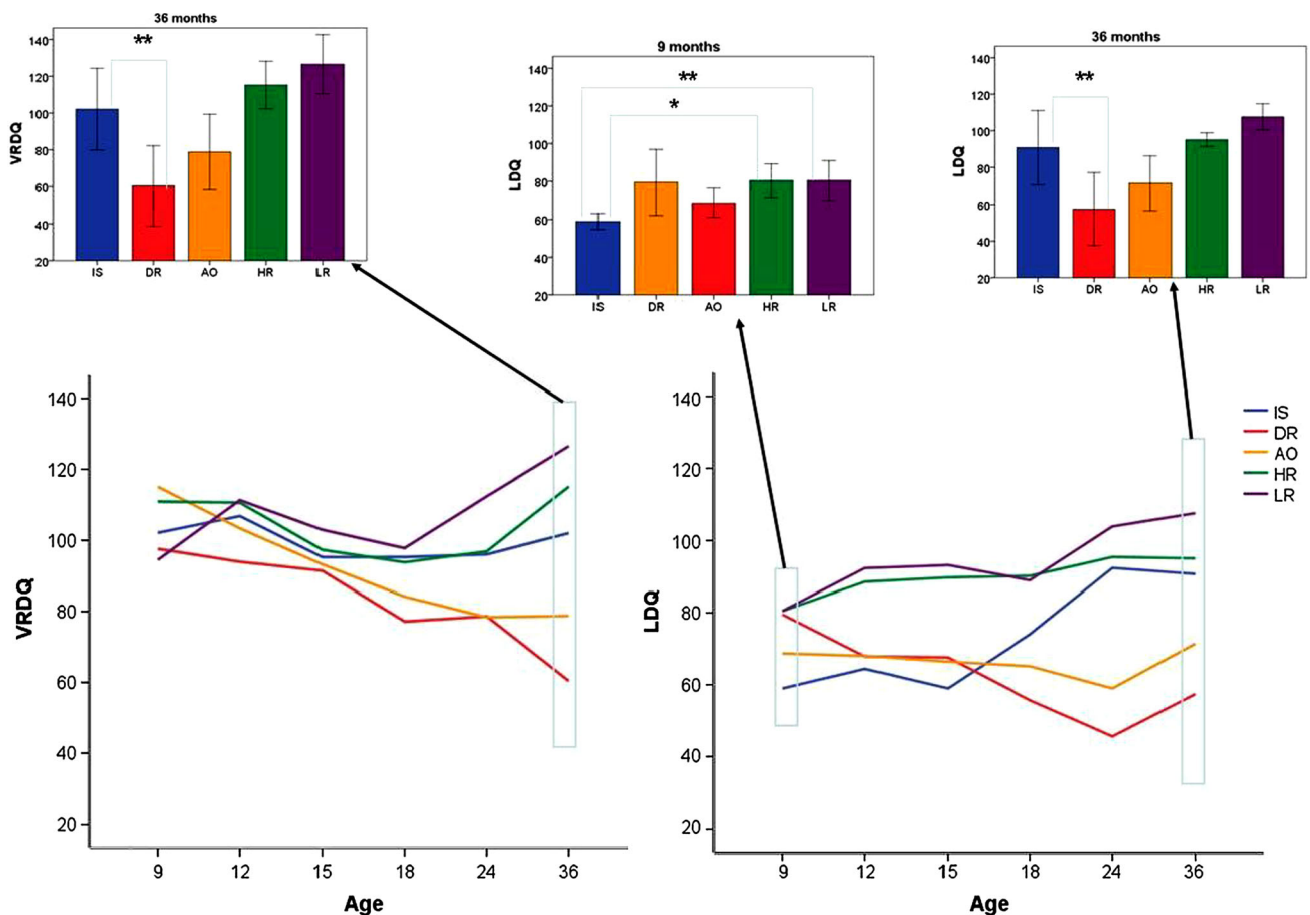 36 months
**
140
120
100
80
60
40
20
VRDQ
IS DR AO HR LR
9 months
**
*
140
120
100
80
60
40
20
LDQ
IS DR AO HR LR
36 months
**
140
120
100
80
60
40
20
LDQ
IS DR AO HR LR
140
120
100
80
60
40
20
VRDQ
9 12 15 18 24 36
Age
140
120
100
80
60
40
20
LDQ
9 12 15 18 24 36
Age
IS
DR
AO
HR
LR